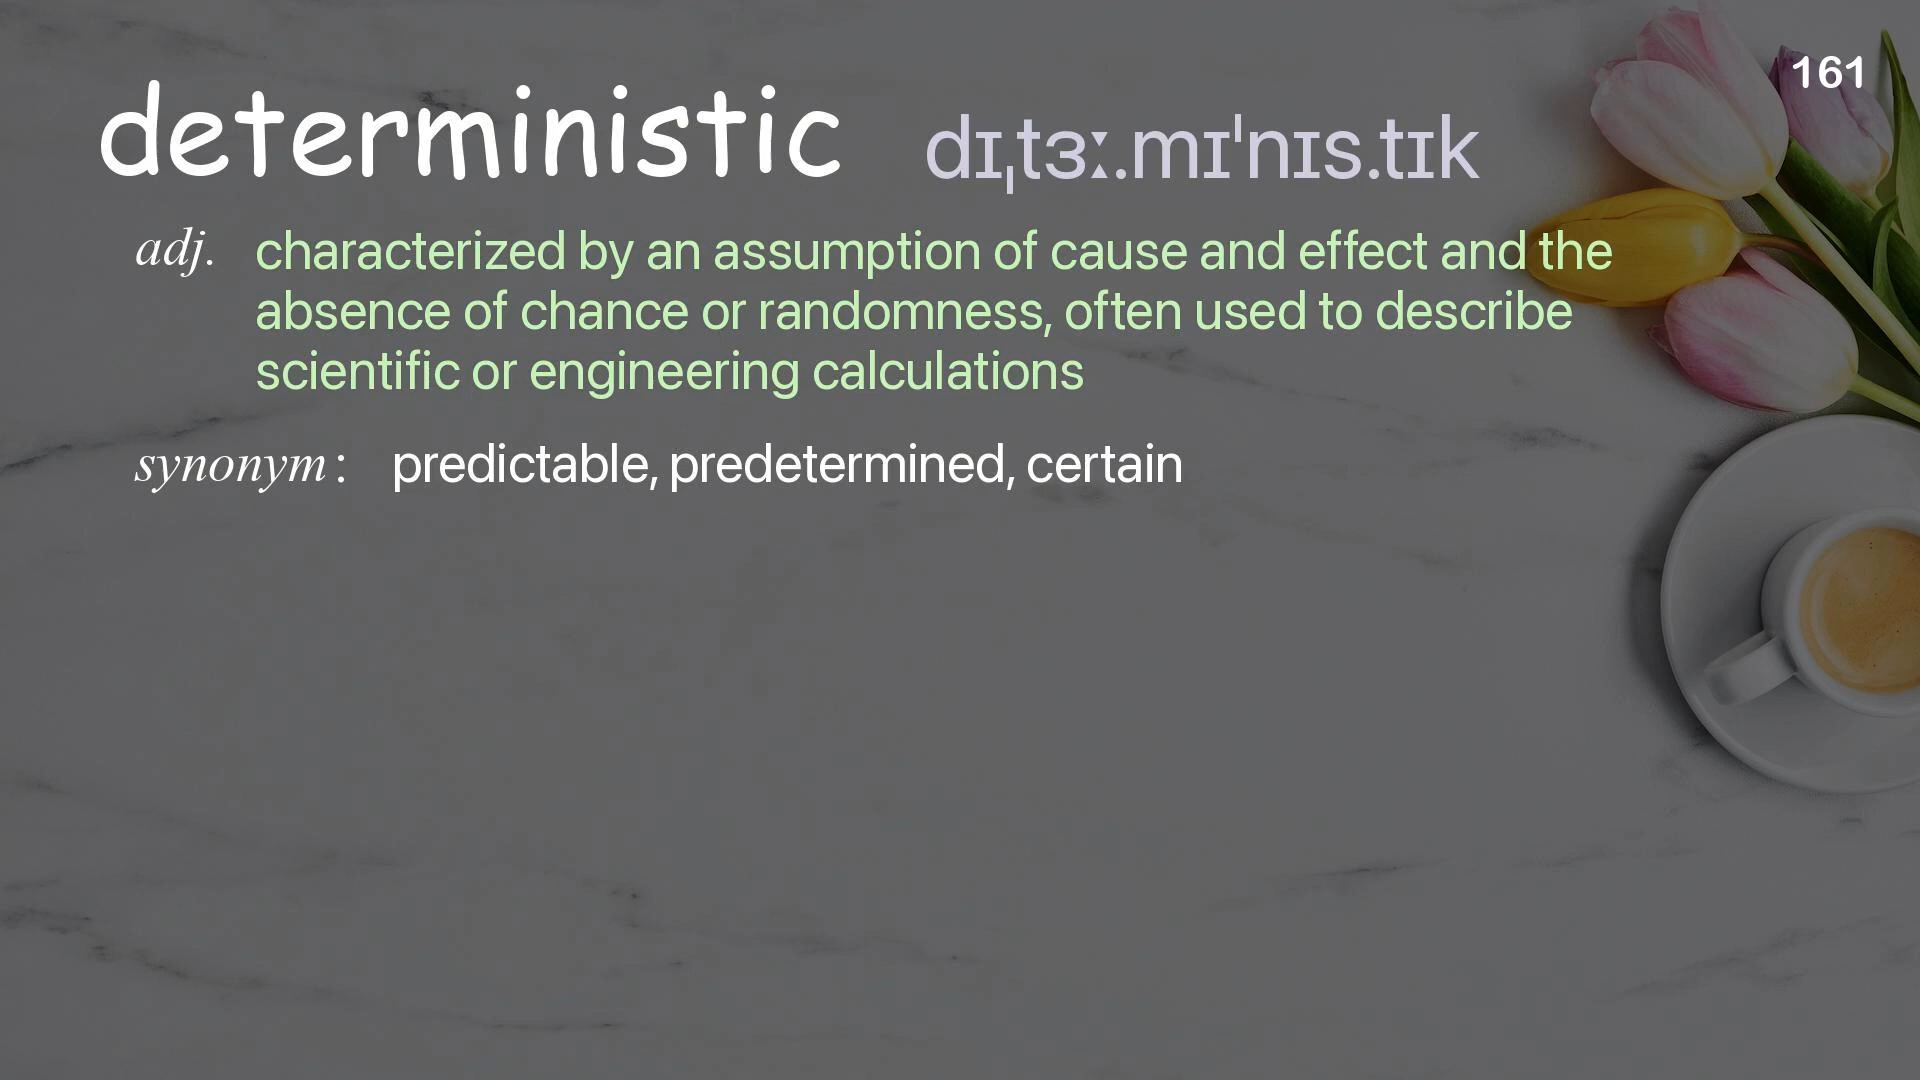 161
deterministic dɪˌtɜː.mɪˈnɪs.tɪk
adj. characterized by an assumption of cause and effect and the
absence of chance or randomness, often used to describe
scientific or engineering calculations
synonym : predictable, predetermined, certain